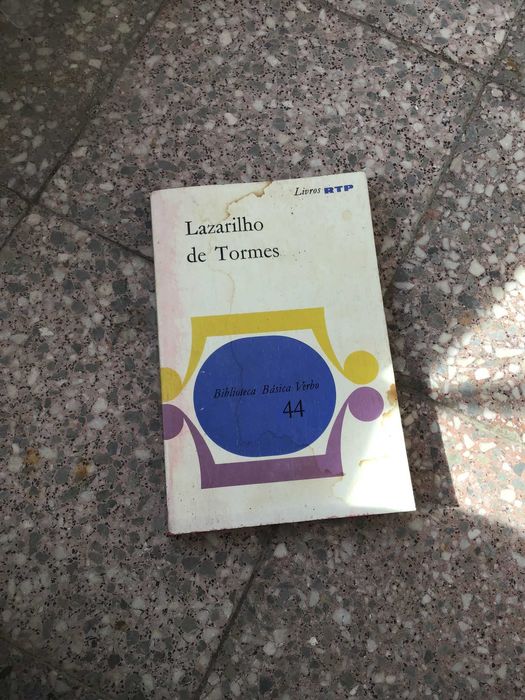 Livros RTP
Lazarilho
de Tormes
Biblioteca Básica Verbo
44